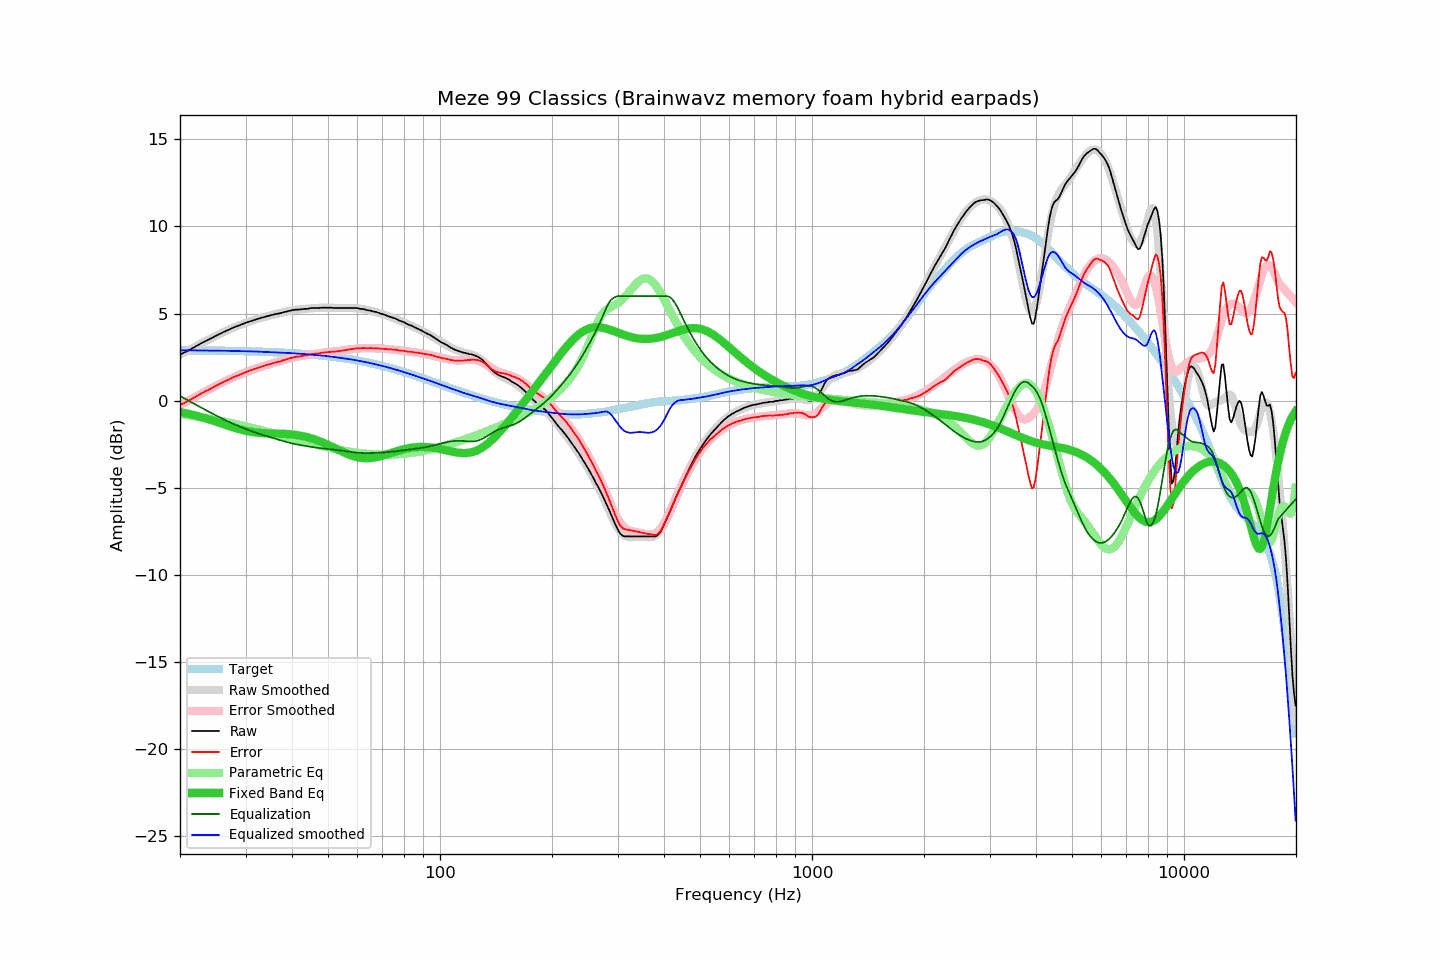 Meze 99 Classics (Brainwavz memory foam hybrid earpads)
15
10
5
0
−5
−10
−15
−20
−25
Amplitude (dBr)
Target
Raw Smoothed
Error Smoothed
Raw
Error
Parametric Eq
Fixed Band Eq
Equalization
Equalized smoothed
100
1000
10000
Frequency (Hz)